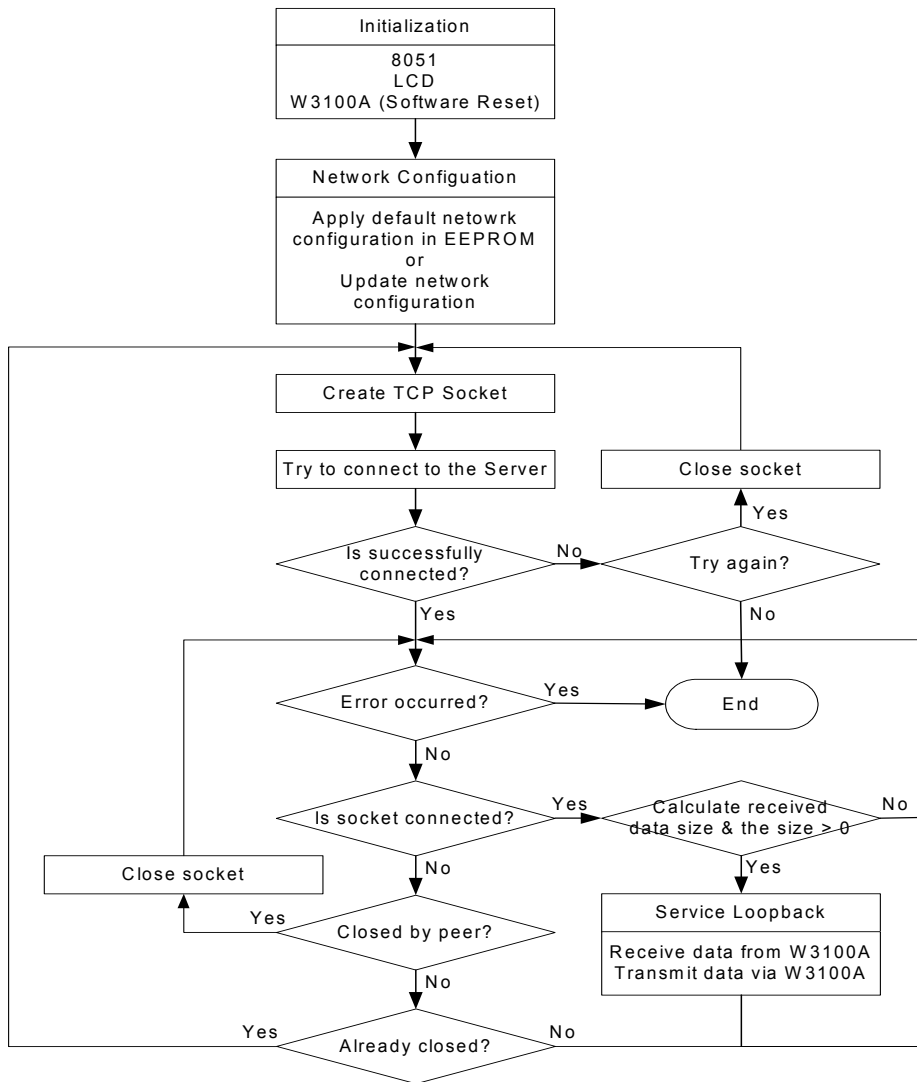 Initialization
8051
LCD
W3100A (Software Reset)
Network Configuation
Apply default netowrk
configuration in EEPROM
or
Update network
configuration
Create TCP Socket
Try to connect to the Server
Close socket
Yes
Is successfully
connected?
No
Try again?
Yes
No
Error occurred?
Yes
End
No
Is socket connected?
Yes
Calculate received
data size & the size > 0
No
No
Yes
Close socket
Yes
Closed by peer?
Service Loopback
Receive data from W3100A
Transmit data via W3100A
No
Yes
Already closed?
No